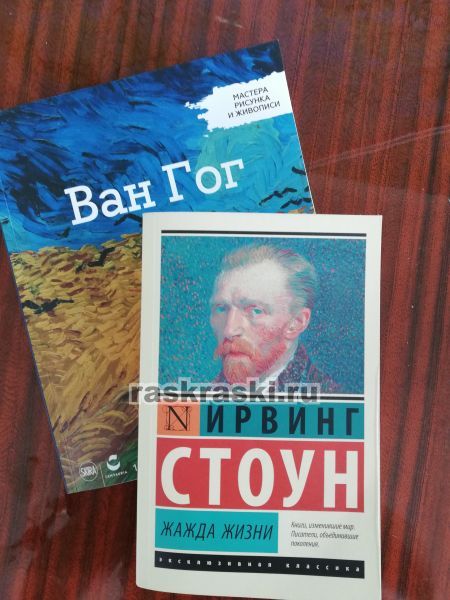 МАСТЕРА
РИСУНКА
И ЖИВОПИСИ
Ван Гог
raskraski.ru
ИРВИНГ
СТОУН
ЖАЖДА ЖИЗНИ
Книги, изменившие мир.
Писатели, объединившие
поколения.
эксклюзивная классика
SKIRA